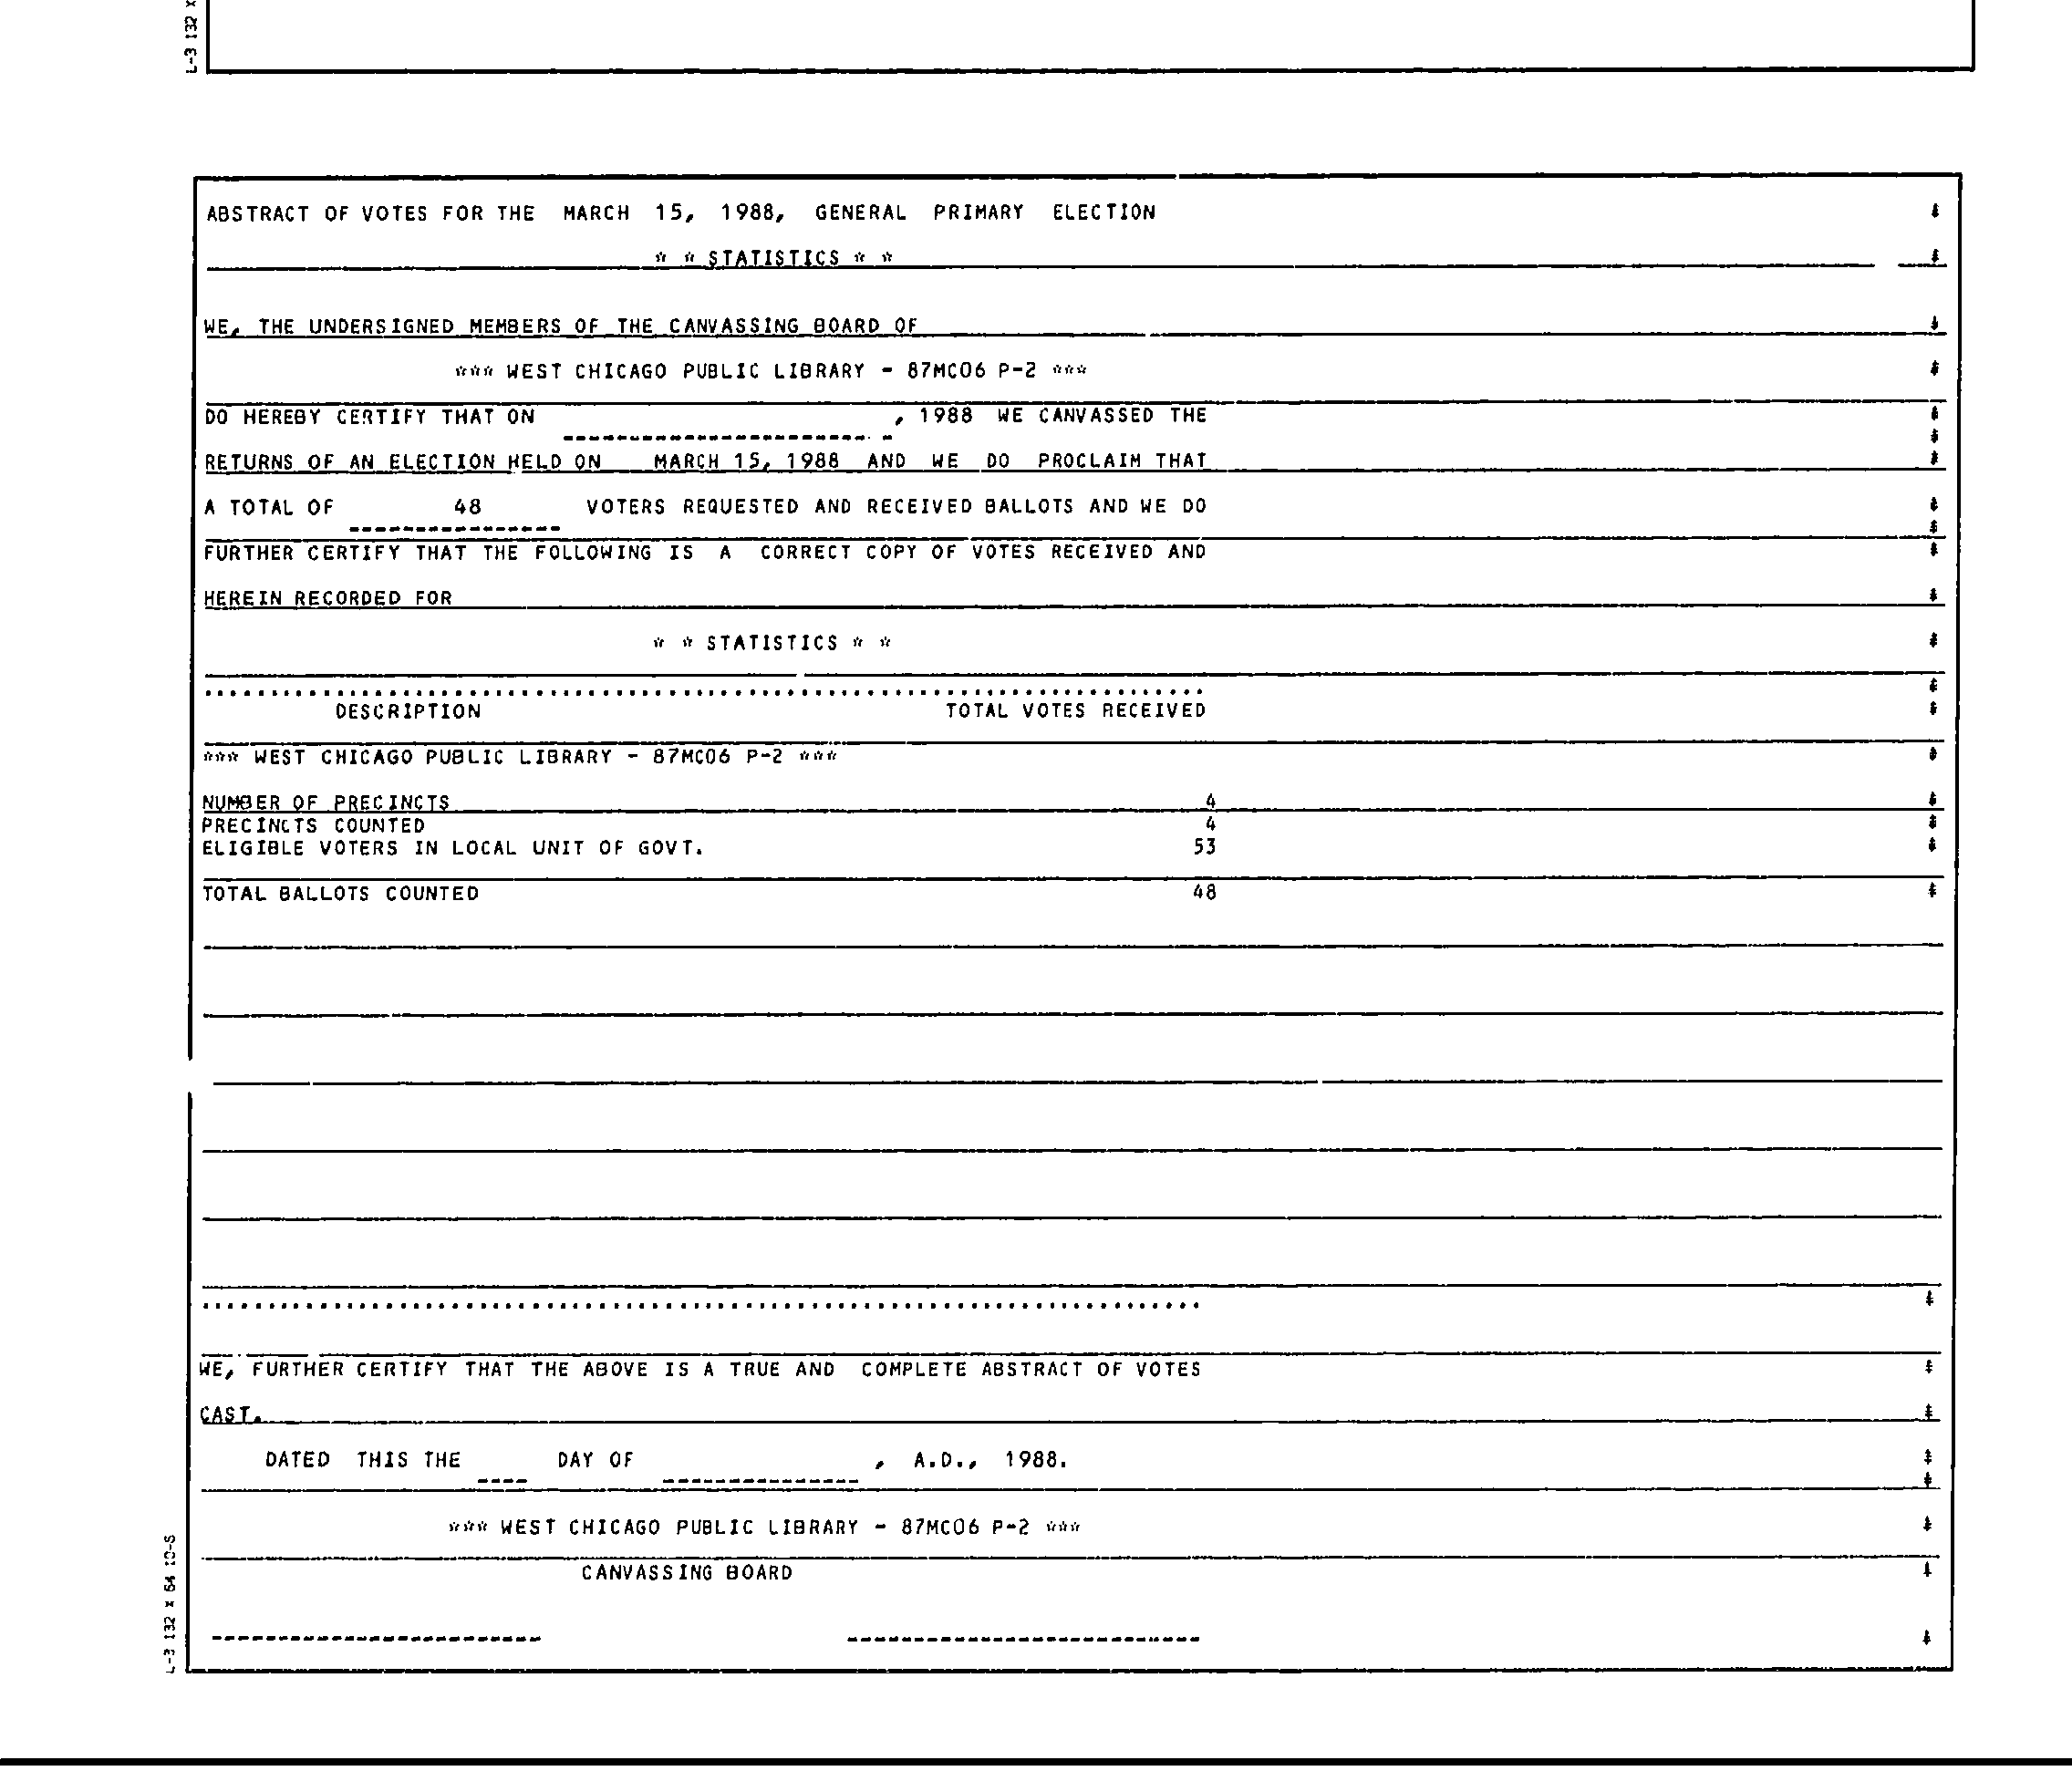 L-3 132 x
ABSTRACT OF VOTES FOR THE MARCH 15, 1988, GENERAL PRIMARY ELECTION
* * STATISTICS * *
WE, THE UNDERSIGNED MEMBERS OF THE CANVASSING BOARD OF
*** WEST CHICAGO PUBLIC LIBRARY - 87MC06 P-2 ***
DO HEREBY CERTIFY THAT ON , 1988 WE CANVASSED THE
RETURNS OF AN ELECTION HELD ON MARCH 15, 1988 AND WE DO PROCLAIM THAT
A TOTAL OF 48 VOTERS REQUESTED AND RECEIVED BALLOTS AND WE DO
FURTHER CERTIFY THAT THE FOLLOWING IS A CORRECT COPY OF VOTES RECEIVED AND
HEREIN RECORDED FOR
* * STATISTICS * *
DESCRIPTION TOTAL VOTES RECEIVED
*** WEST CHICAGO PUBLIC LIBRARY - 87MC06 P-2 ***
NUMBER OF PRECINCTS 4
PRECINCTS COUNTED 4
ELIGIBLE VOTERS IN LOCAL UNIT OF GOVT. 53
TOTAL BALLOTS COUNTED 48
WE, FURTHER CERTIFY THAT THE ABOVE IS A TRUE AND COMPLETE ABSTRACT OF VOTES
CAST.
DATED THIS THE ---- DAY OF --------------- , A.D., 1988.
*** WEST CHICAGO PUBLIC LIBRARY - 87MC06 P-2 ***
CANVASSING BOARD
L-3 132 x 64 10-S